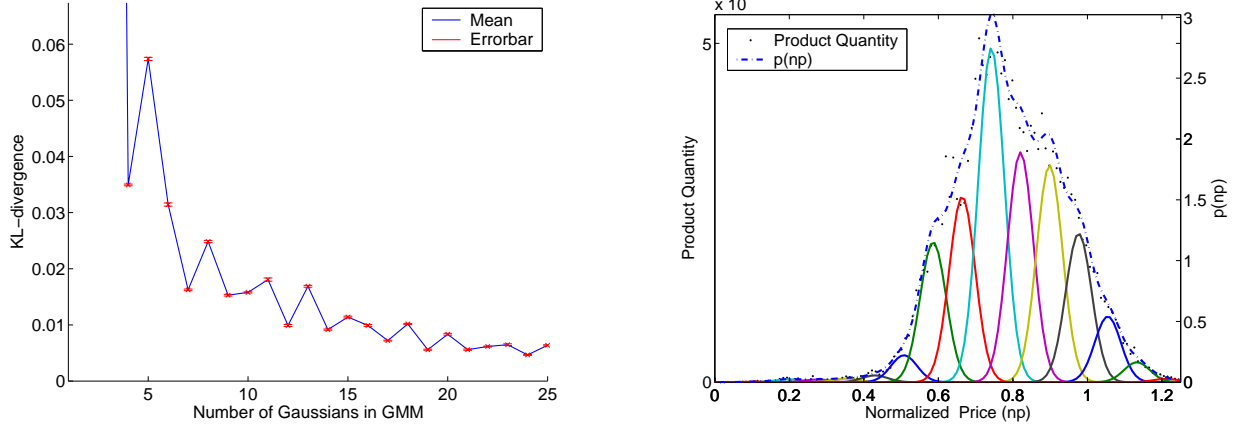 Mean
Errorbar
0.06
0.05
0.04
0.03
0.02
0.01
0
KL-divergence
5
10
15
20
25
Number of Gaussians in GMM
x 10
5
0
Product Quantity
Product Quantity
p(np)
3
2.5
2
1.5
1
0.5
0
p(np)
0
0.2
0.4
0.6
0.8
1
1.2
Normalized Price (np)